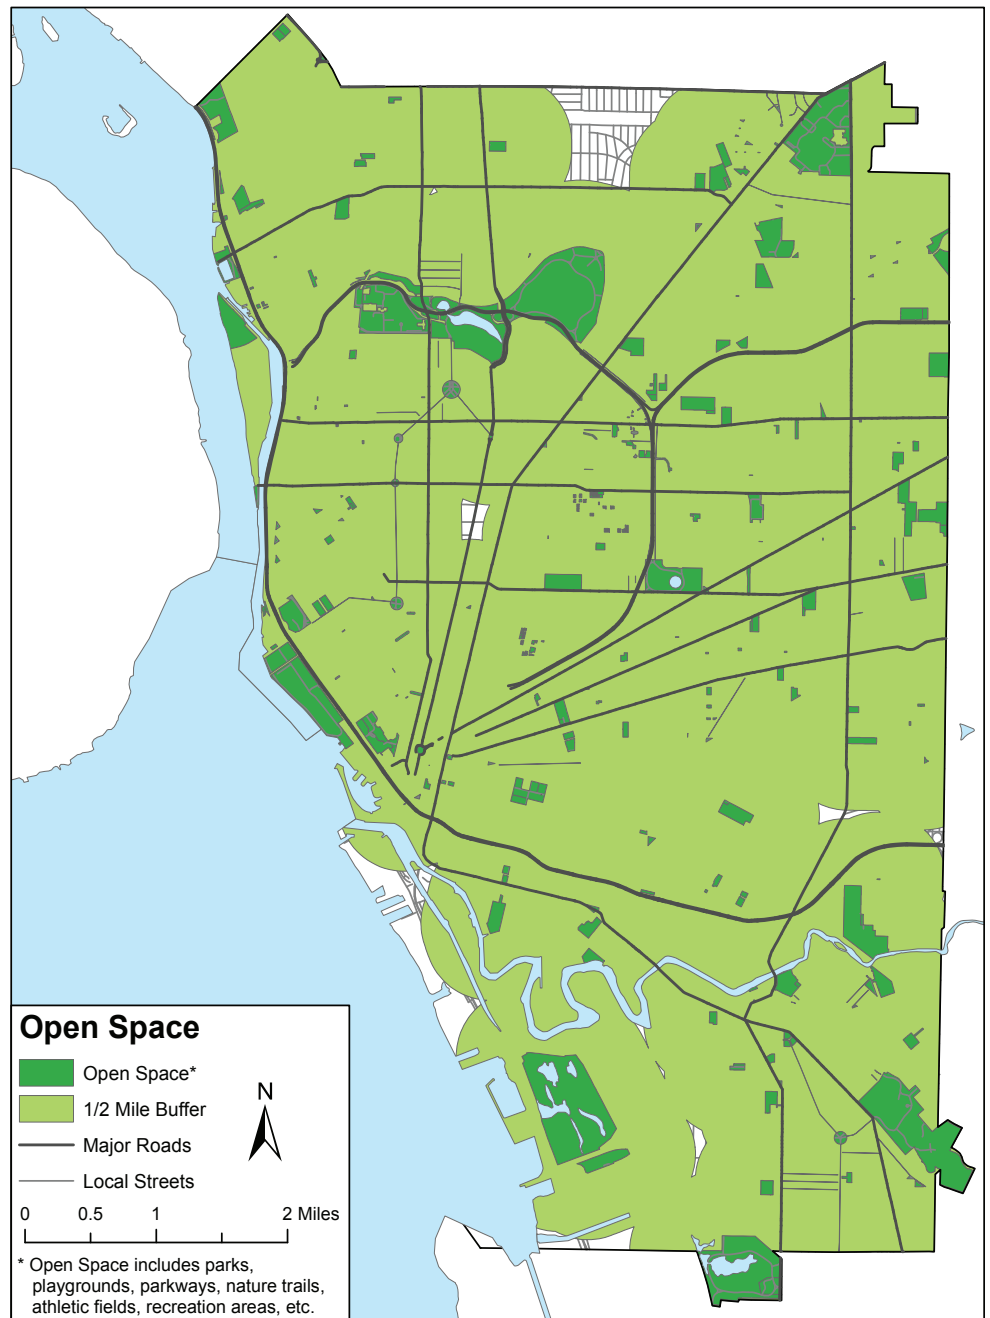 Open Space
Open Space*
1/2 Mile Buffer
Major Roads
Local Streets
N
0 0.5 1 2 Miles
* Open Space includes parks,
playgrounds, parkways, nature trails,
athletic fields, recreation areas, etc.